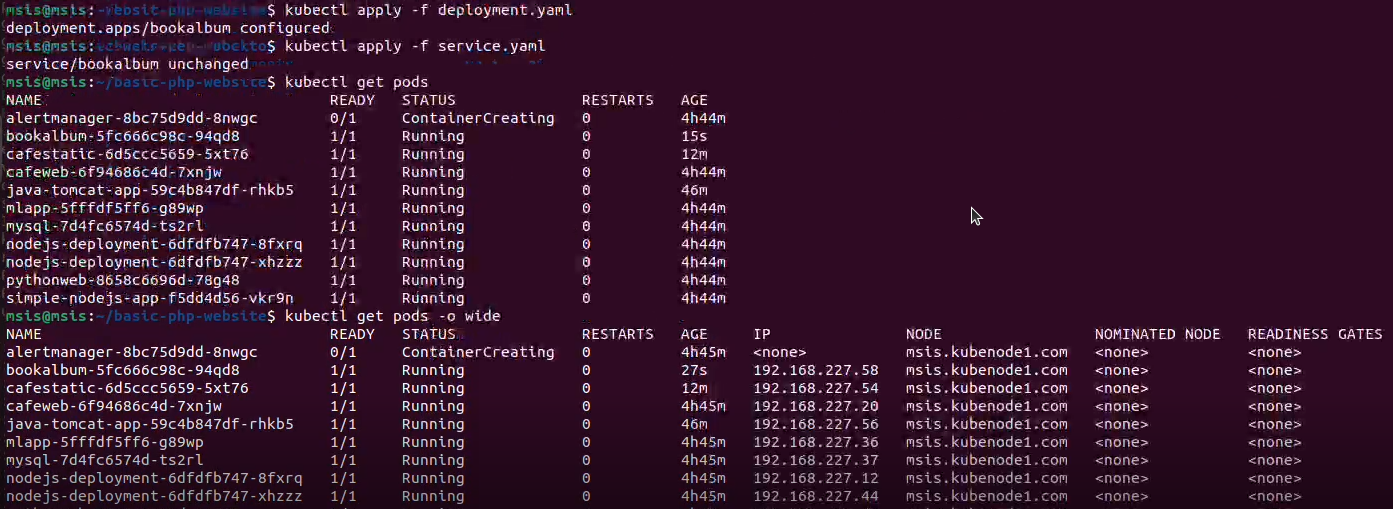 kubectl apply -f deployment.yaml
deployment.apps/bookalbum configured
kubectl apply -f service.yaml
service/bookalbum unchanged
msis@msis:~/basic-php-website$ kubectl get pods
NAME READY STATUS RESTARTS AGE
alertmanager-8bc75d9dd-8nwgc 0/1 ContainerCreating 0 4h44m
bookalbum-5fc666c98c-94qd8 1/1 Running 0 15s
cafestatic-6d5ccc5659-5xt76 1/1 Running 0 12m
cafeweb-6f94686c4d-7xnjw 1/1 Running 0 4h44m
java-tomcat-app-59c4b847df-rhkb5 1/1 Running 0 46m
mlapp-5fffdf5ff6-g89wp 1/1 Running 0 4h44m
mysql-7d4fc6574d-ts2rl 1/1 Running 0 4h44m
nodejs-deployment-6dfdfb747-8fxrq 1/1 Running 0 4h44m
nodejs-deployment-6dfdfb747-xhzzz 1/1 Running 0 4h44m
pythonweb-8658c6696d-78g48 1/1 Running 0 4h44m
simple-nodejs-app-f5dd4d56-vkr9n 1/1 Running 0 4h44m
msis@msis:~/basic-php-website$ kubectl get pods -o wide
NAME READY STATUS RESTARTS AGE IP NODE NOMINATED NODE READINESS GATES
alertmanager-8bc75d9dd-8nwgc 0/1 ContainerCreating 0 4h45m <none> msis.kubenode1.com <none> <none>
bookalbum-5fc666c98c-94qd8 1/1 Running 0 27s 192.168.227.58 msis.kubenode1.com <none> <none>
cafestatic-6d5ccc5659-5xt76 1/1 Running 0 12m 192.168.227.54 msis.kubenode1.com <none> <none>
cafeweb-6f94686c4d-7xnjw 1/1 Running 0 4h45m 192.168.227.20 msis.kubenode1.com <none> <none>
java-tomcat-app-59c4b847df-rhkb5 1/1 Running 0 46m 192.168.227.56 msis.kubenode1.com <none> <none>
mlapp-5fffdf5ff6-g89wp 1/1 Running 0 4h45m 192.168.227.36 msis.kubenode1.com <none> <none>
mysql-7d4fc6574d-ts2rl 1/1 Running 0 4h45m 192.168.227.37 msis.kubenode1.com <none> <none>
nodejs-deployment-6dfdfb747-8fxrq 1/1 Running 0 4h45m 192.168.227.12 msis.kubenode1.com <none> <none>
nodejs-deployment-6dfdfb747-xhzzz 1/1 Running 0 4h45m 192.168.227.44 msis.kubenode1.com <none> <none>